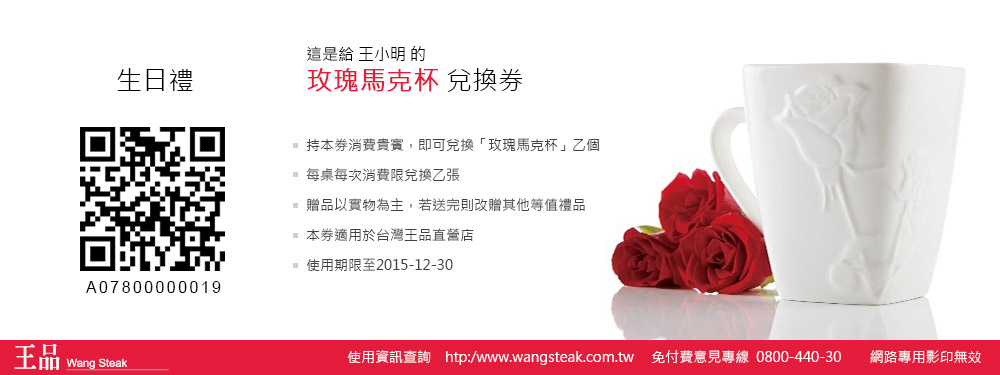 生日禮
A07800000019
這是給 王小明 的
玫瑰馬克杯 兌換券
持本券消費貴賓，即可兌換「玫瑰馬克杯」乙個
每桌每次消費限兌換乙張
贈品以實物為主，若送完則改贈其他等值禮品
本券適用於台灣王品直營店
使用期限至2015-12-30
王品 Wang Steak
使用資訊查詢 htp:/www.wangsteak.com.tw 免付費意見專線 0800-440-30 網路專用影印無效